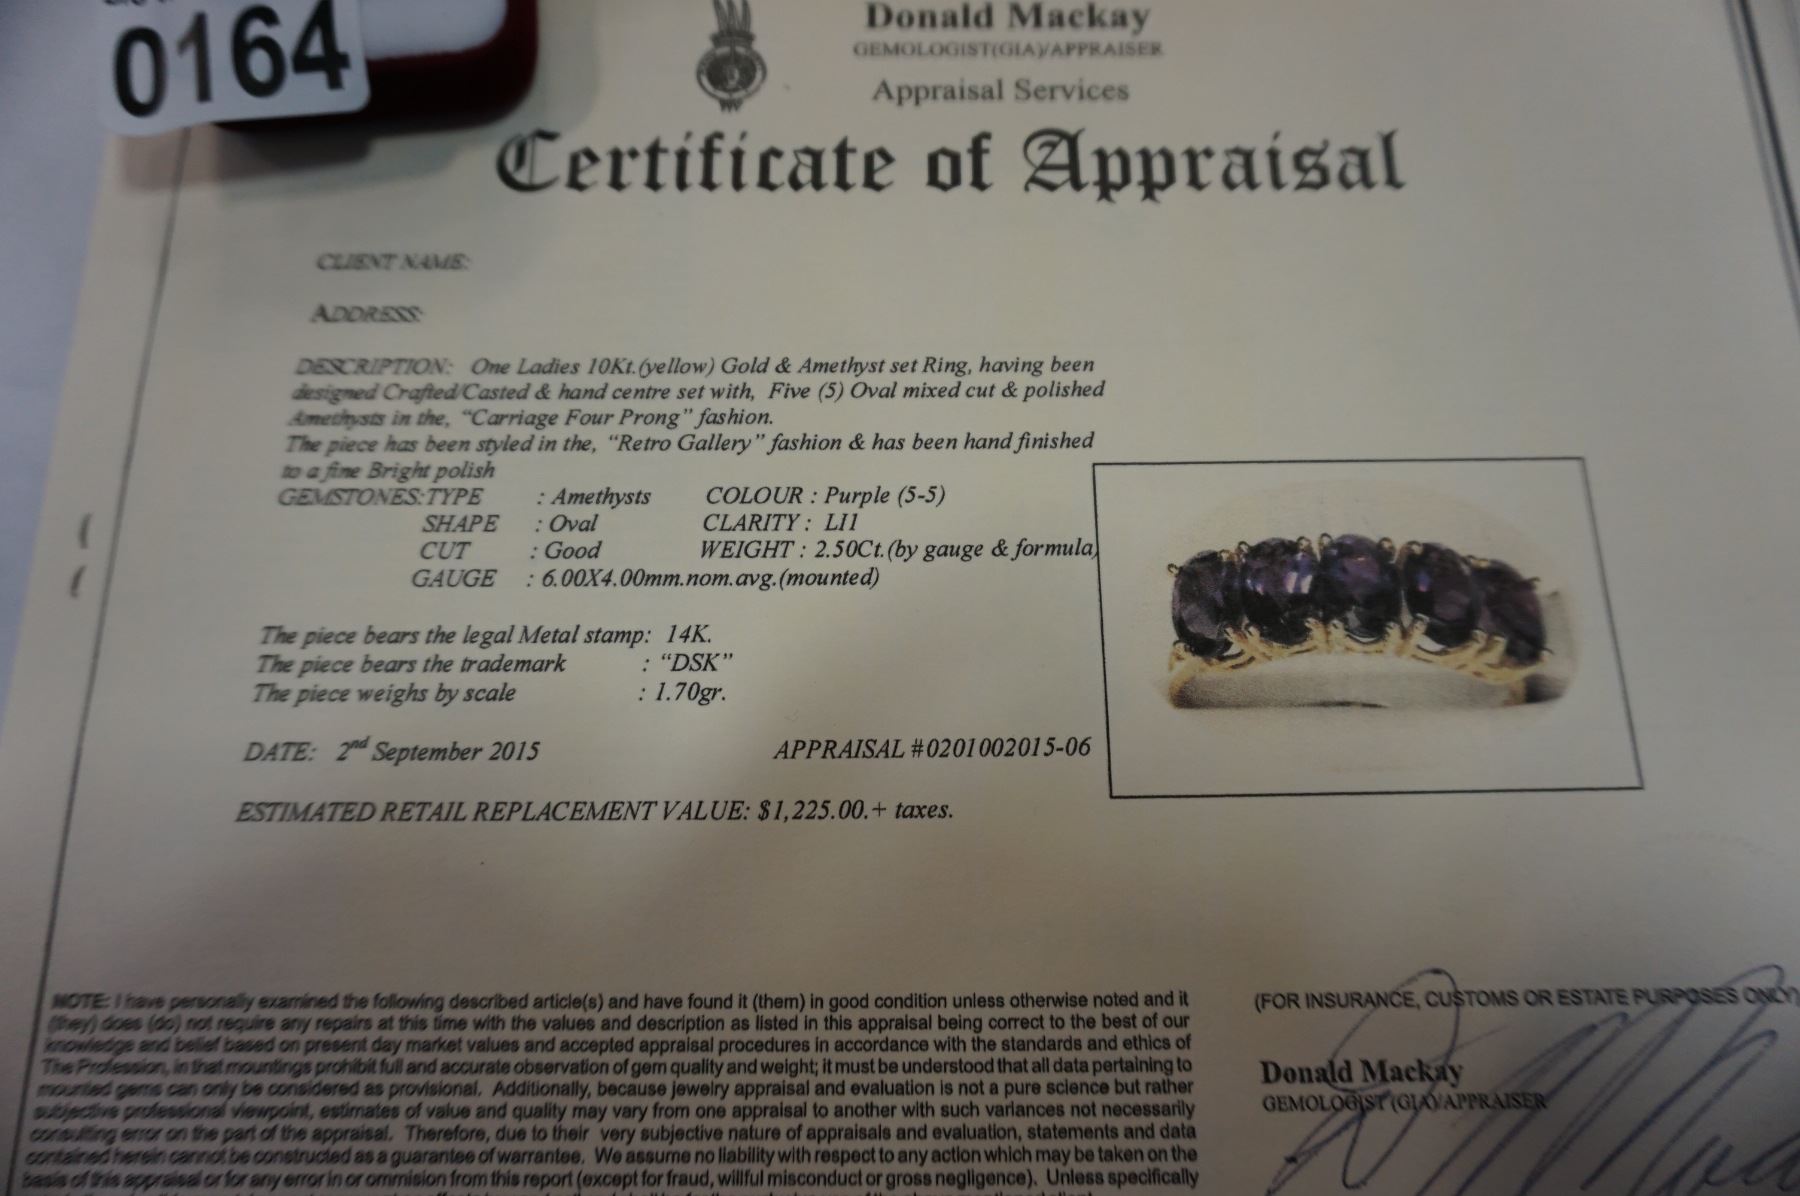 0164
Donald Mackay
GEMOLOGIST(GIA)/APPRAISER
Appraisal Services
Certificate of Appraisal
CLIENT NAME:
ADDRESS:
DESCRIPTION: One Ladies 10Kt.(yellow) Gold & Amethyst set Ring, having been
designed Crafted/Casted & hand centre set with, Five (5) Oval mixed cut & polished
Amethysts in the, “Carriage Four Prong” fashion.
The piece has been styled in the, “Retro Gallery” fashion & has been hand finished
to a fine Bright polish
GEMSTONES:TYPE : Amethysts COLOUR : Purple (5-5)
SHAPE : Oval CLARITY : LI1
CUT : Good WEIGHT : 2.50Ct.(by gauge & formula)
GAUGE : 6.00X4.00mm.nom.avg.(mounted)
The piece bears the legal Metal stamp: 14K.
The piece bears the trademark : “DSK”
The piece weighs by scale : 1.70gr.
DATE: 2nd September 2015 APPRAISAL #0201002015-06
ESTIMATED RETAIL REPLACEMENT VALUE: $1,225.00.+ taxes.
NOTE: I have personally examined the following described article(s) and have found it (them) in good condition unless otherwise noted and it
(they) does (do) not require any repairs at this time with the values and description as listed in this appraisal being correct to the best of our
knowledge and belief based on present day market values and accepted appraisal procedures in accordance with the standards and ethics of
The Profession, in that mountings prohibit full and accurate observation of gem quality and weight; it must be understood that all data pertaining to
mounted gems can only be considered as provisional. Additionally, because jewelry appraisal and evaluation is not a pure science but rather
subjective professional viewpoint, estimates of value and quality may vary from one appraisal to another with such variances not necessarily
consulting error on the part of the appraisal. Therefore, due to their very subjective nature of appraisals and evaluation, statements and data
contained herein cannot be constructed as a guarantee of warrantee. We assume no liability with respect to any action which may be taken on the
basis of this appraisal or for any error in or ommision from this report (except for fraud, willful misconduct or gross negligence). Unless specifically
(FOR INSURANCE, CUSTOMS OR ESTATE PURPOSES ONLY)
Donald Mackay
GEMOLOGIST (GIA)/APPRAISER